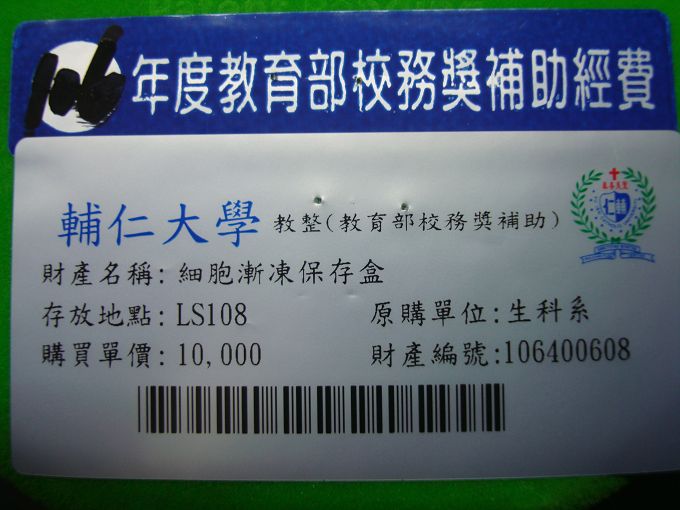 106年度教育部校務獎補助經費
輔仁大學 教整(教育部校務獎補助)
財產名稱: 細胞漸凍保存盒
存放地點: LS108 原購單位: 生科系
購買單價: 10,000 財產編號:106400608